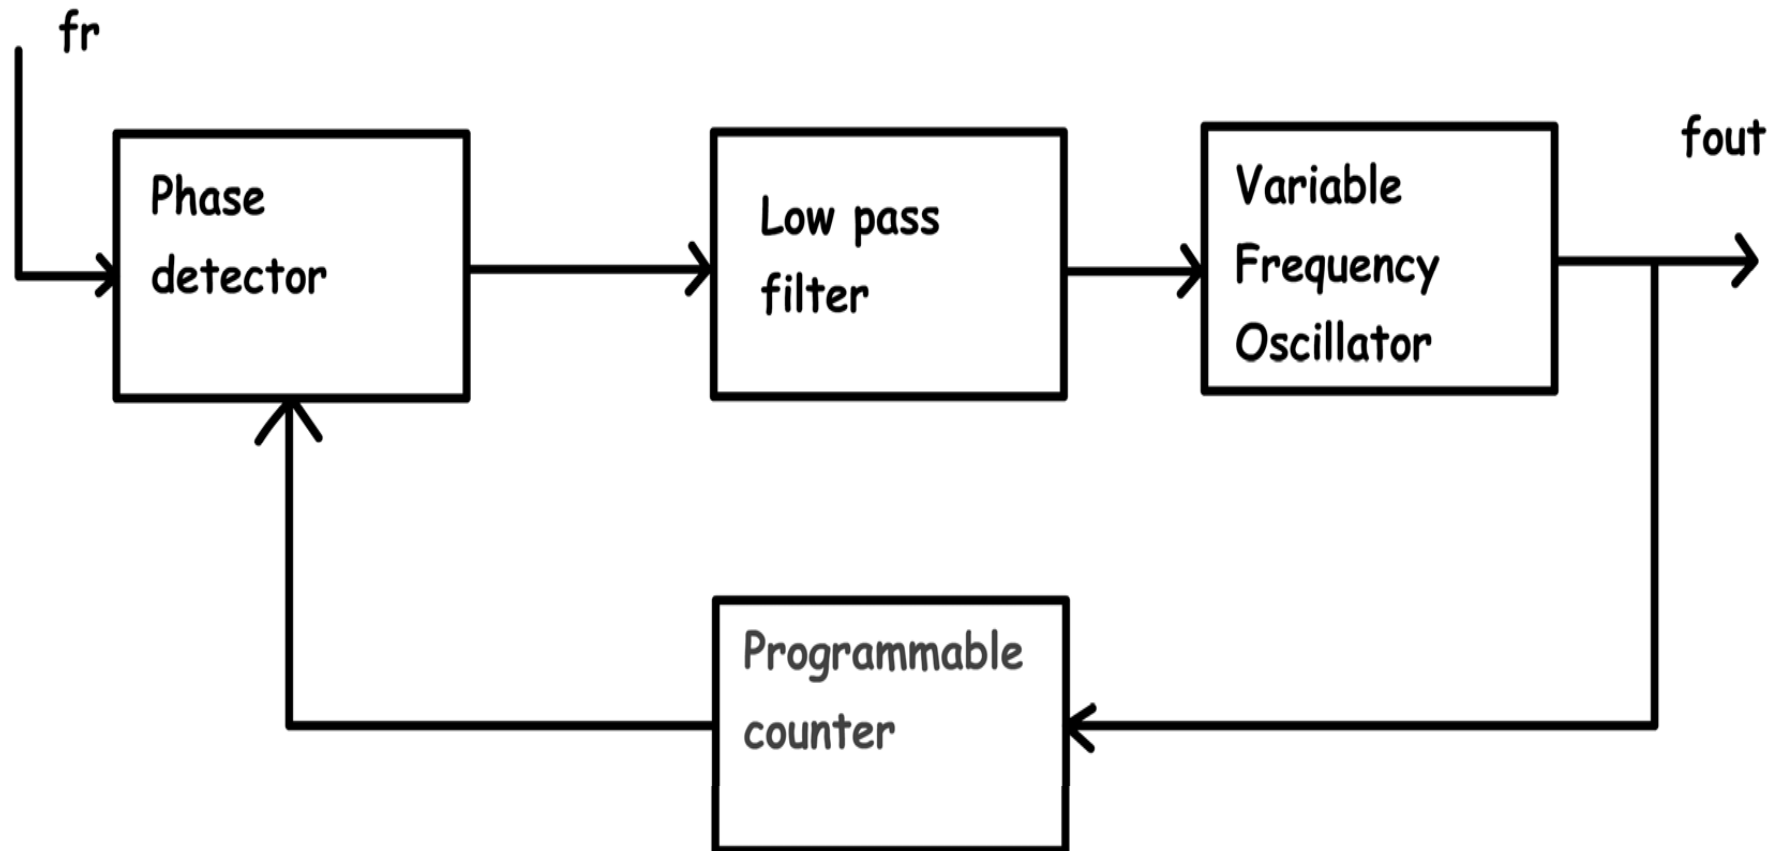 fr
Phase
detector
Low pass
filter
Variable
Frequency
Oscillator
fout
Programmable
counter